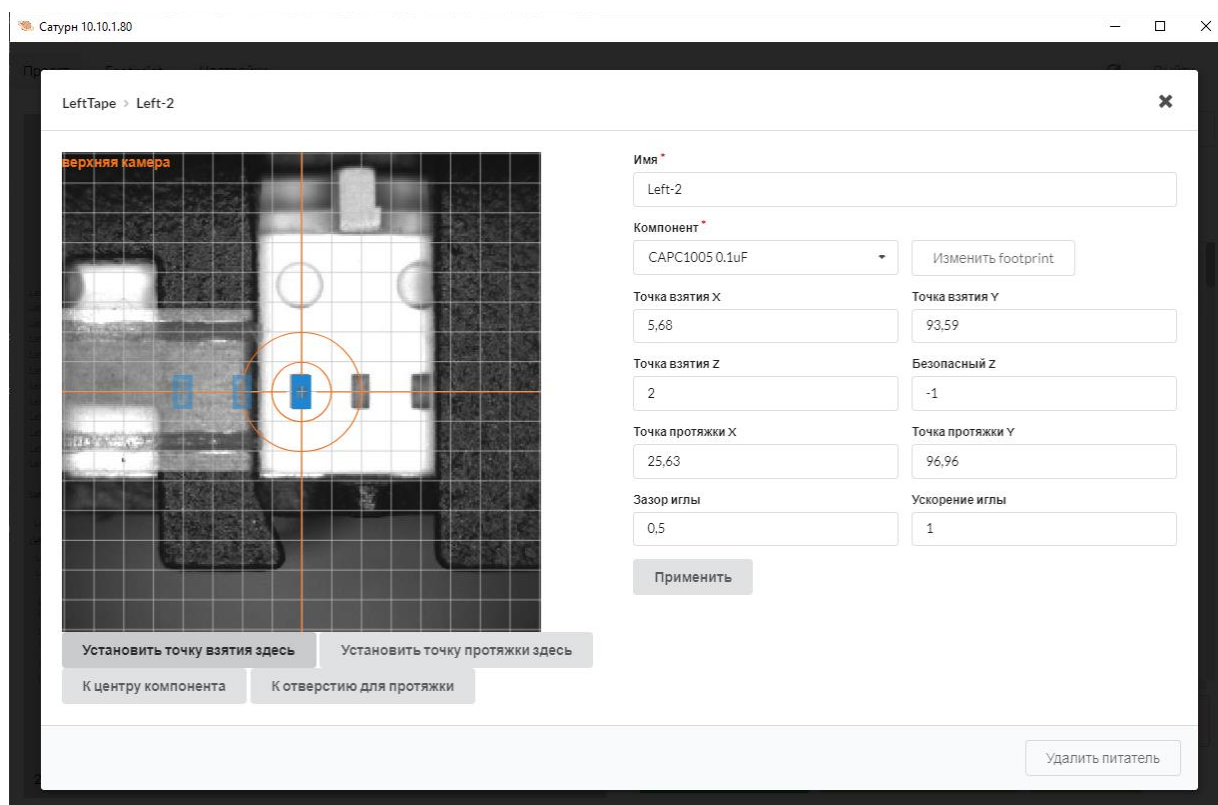 Сатурн 10.10.1.80
LeftTape > Left-2
верхняя камера
Имя *
Left-2
Компонент *
CAPC1005 0.1uF
Изменить footprint
Точка взятия X
Точка взятия Y
5,68
93,59
Точка взятия Z
Безопасный Z
2
-1
Точка протяжки X
Точка протяжки Y
25,63
96,96
Зазор иглы
Ускорение иглы
0,5
1
Применить
Установить точку взятия здесь
Установить точку протяжки здесь
К центру компонента
К отверстию для протяжки
Удалить питатель